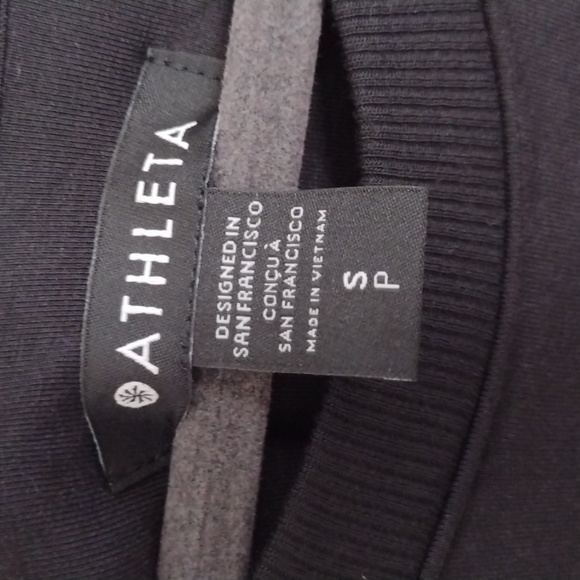 ATHLETA
DESIGNED IN
SAN FRANCISCO
CONÇU À
SAN FRANCISCO
MADE IN VIETNAM
S
P